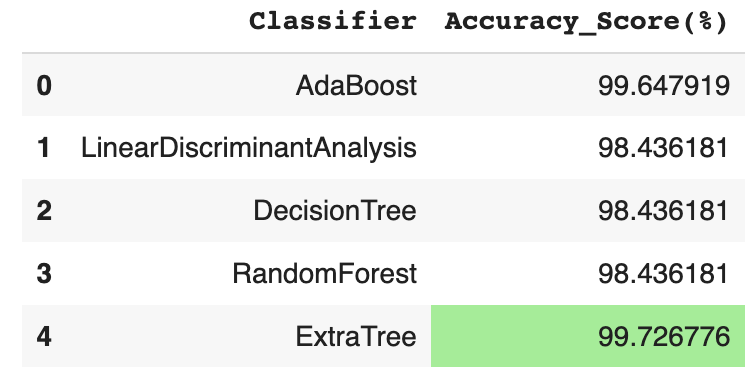 Classifier Accuracy_Score(%)
0 AdaBoost 99.647919
1 LinearDiscriminantAnalysis 98.436181
2 DecisionTree 98.436181
3 RandomForest 98.436181
4 ExtraTree 99.726776